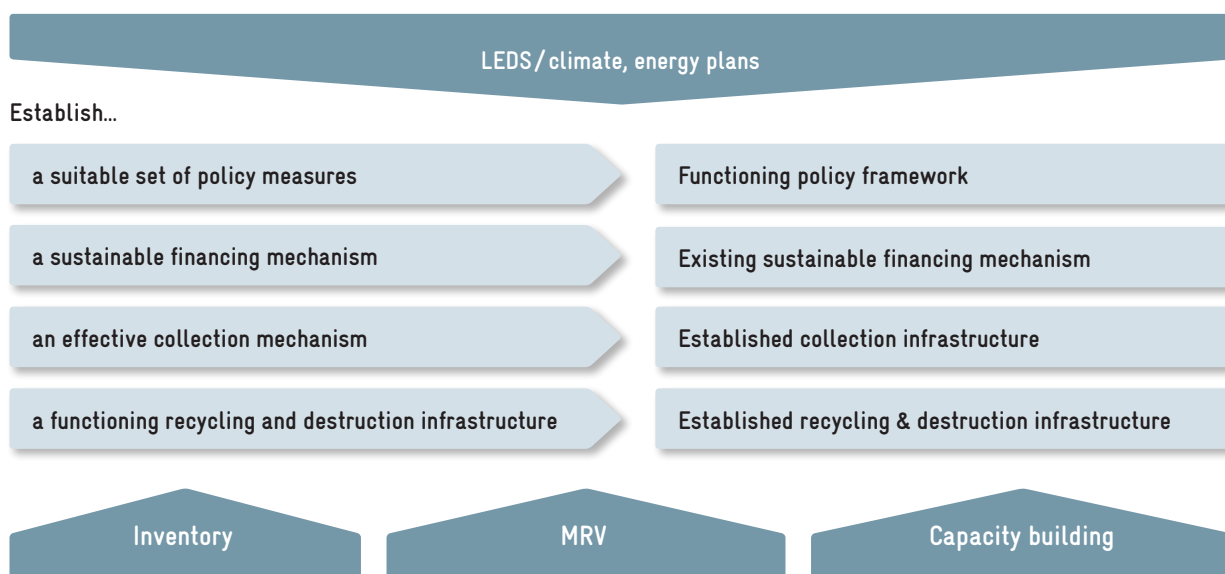 LEDS/climate, energy plans
Establish...
a suitable set of policy measures
Functioning policy framework
a sustainable financing mechanism
Existing sustainable financing mechanism
an effective collection mechanism
Established collection infrastructure
a functioning recycling and destruction infrastructure
Established recycling & destruction infrastructure
Inventory
MRV
Capacity building